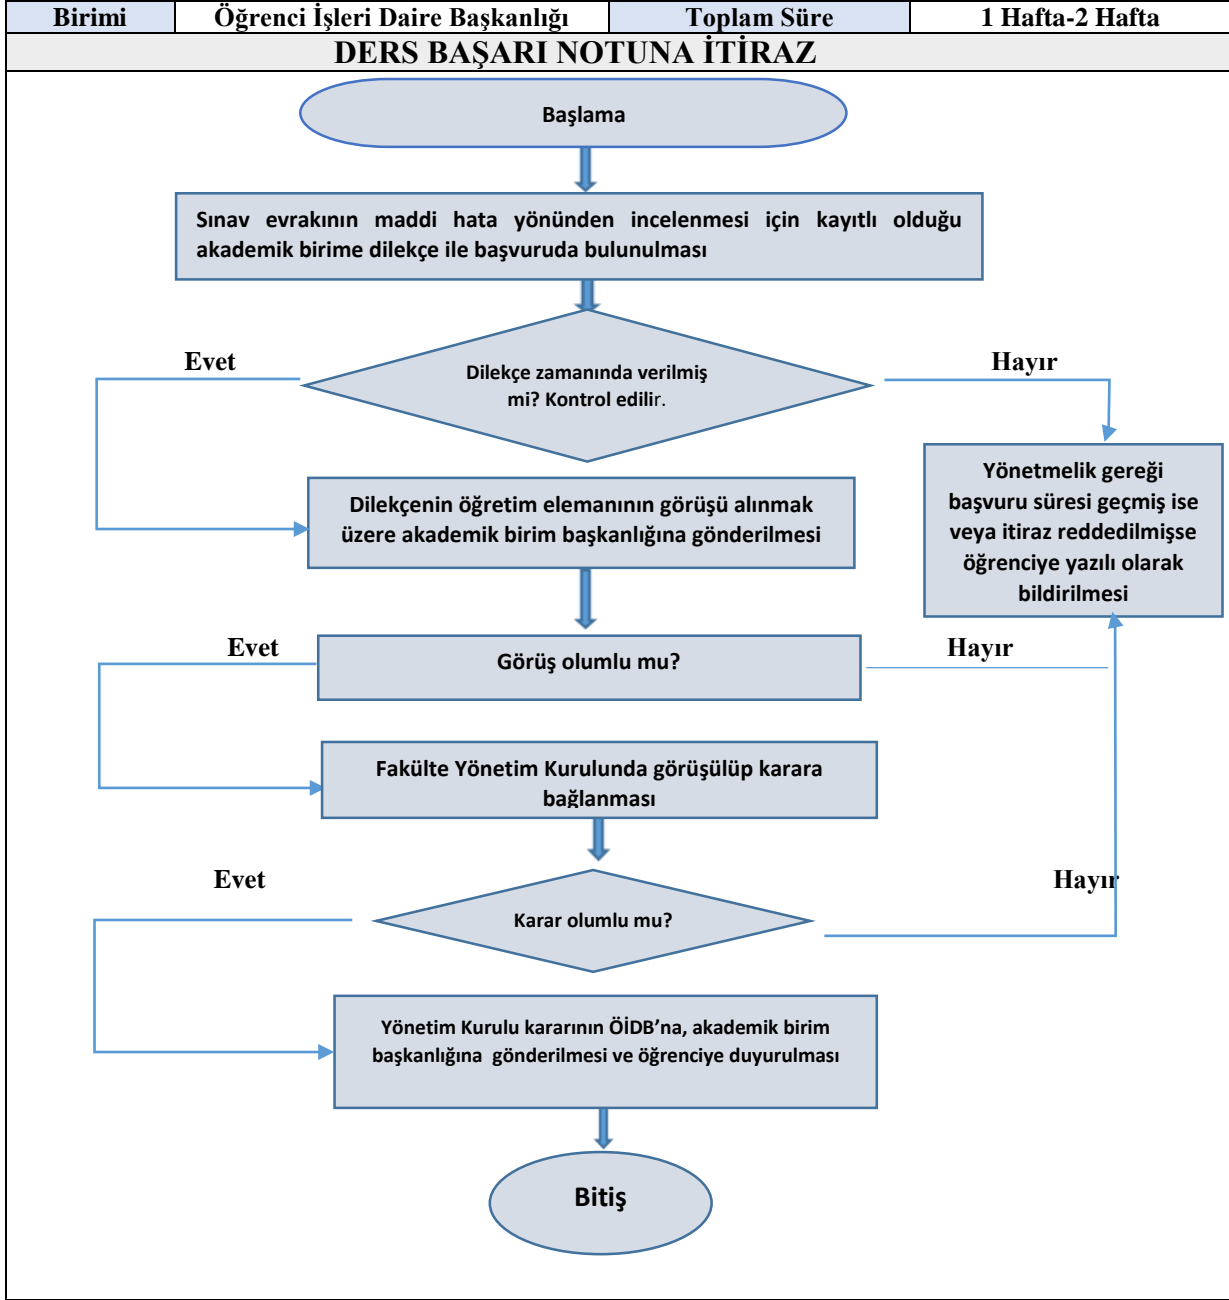 Birimi Öğrenci İşleri Daire Başkanlığı Toplam Süre 1 Hafta-2 Hafta
DERS BAŞARI NOTUNA İTİRAZ
Başlama
Sınav evrakının maddi hata yönünden incelenmesi için kayıtlı olduğu
akademik birime dilekçe ile başvuruda bulunulması
Evet
Dilekçe zamanında verilmiş
mi? Kontrol edilir.
Hayır
Yönetmelik gereği
başvuru süresi geçmiş ise
veya itiraz reddedilmişse
öğrenciye yazılı olarak
bildirilmesi
Dilekçenin öğretim elemanının görüşü alınmak
üzere akademik birim başkanlığına gönderilmesi
Evet
Görüş olumlu mu?
Hayır
Fakülte Yönetim Kurulunda görüşülüp karara
bağlanması
Evet
Karar olumlu mu?
Hayır
Yönetim Kurulu kararının ÖİDB’na, akademik birim
başkanlığına gönderilmesi ve öğrenciye duyurulması
Bitiş